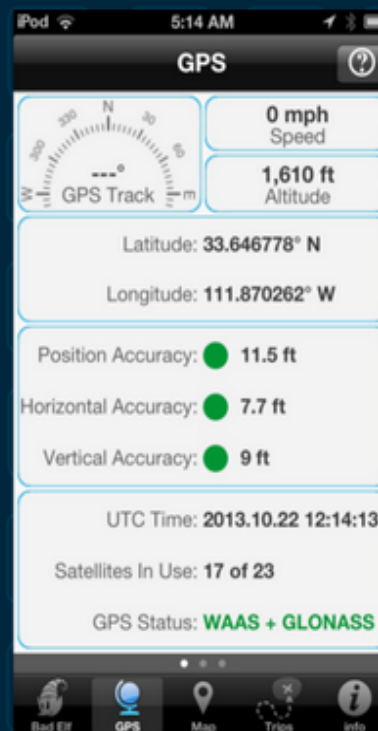 iPod 5:14 AM
GPS ?
N
330 30
300 60
W ---° E
GPS Track
0 mph
Speed
1,610 ft
Altitude
Latitude: 33.646778° N
Longitude: 111.870262° W
Position Accuracy: 11.5 ft
Horizontal Accuracy: 7.7 ft
Vertical Accuracy: 9 ft
UTC Time: 2013.10.22 12:14:13
Satellites In Use: 17 of 23
GPS Status: WAAS + GLONASS
Bad Elf GPS Map Trips info